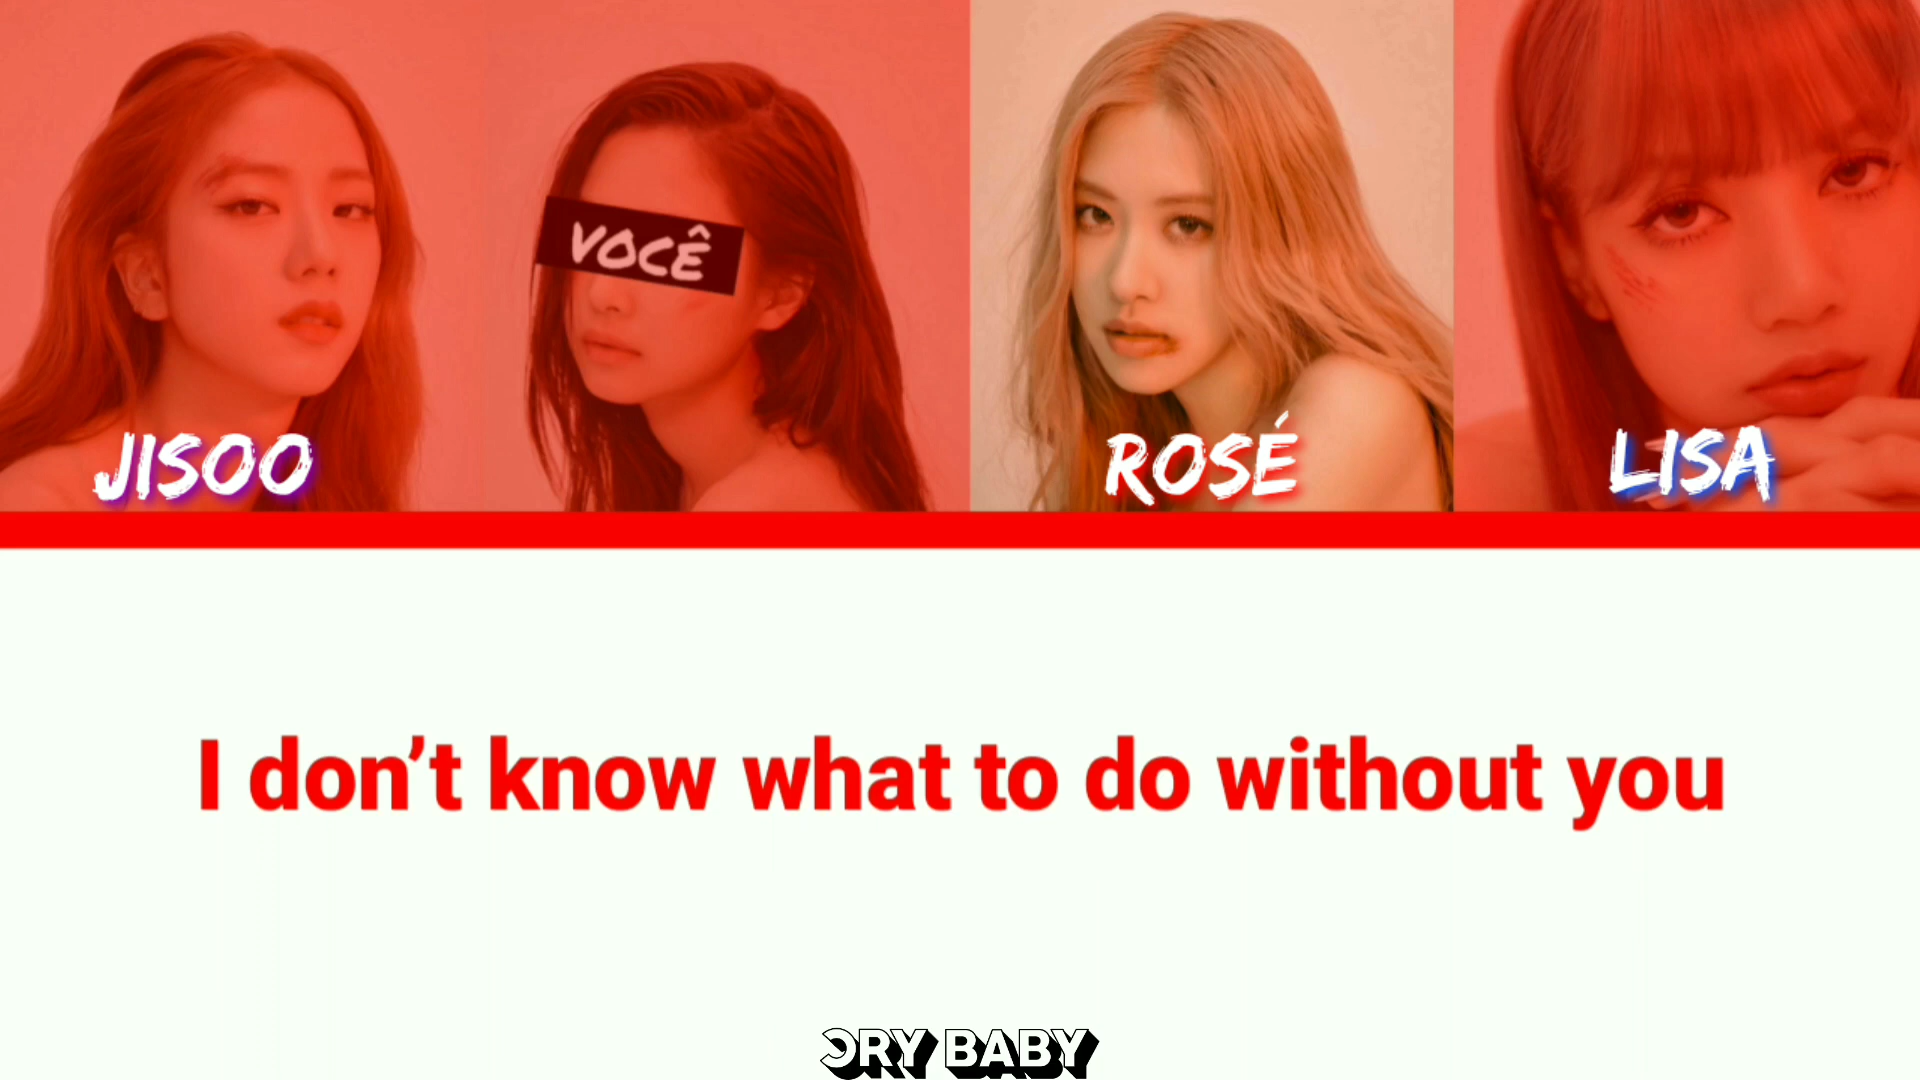 VOCÊ
JISOO
ROSÉ
LISA
I don’t know what to do without you
CRY BABY